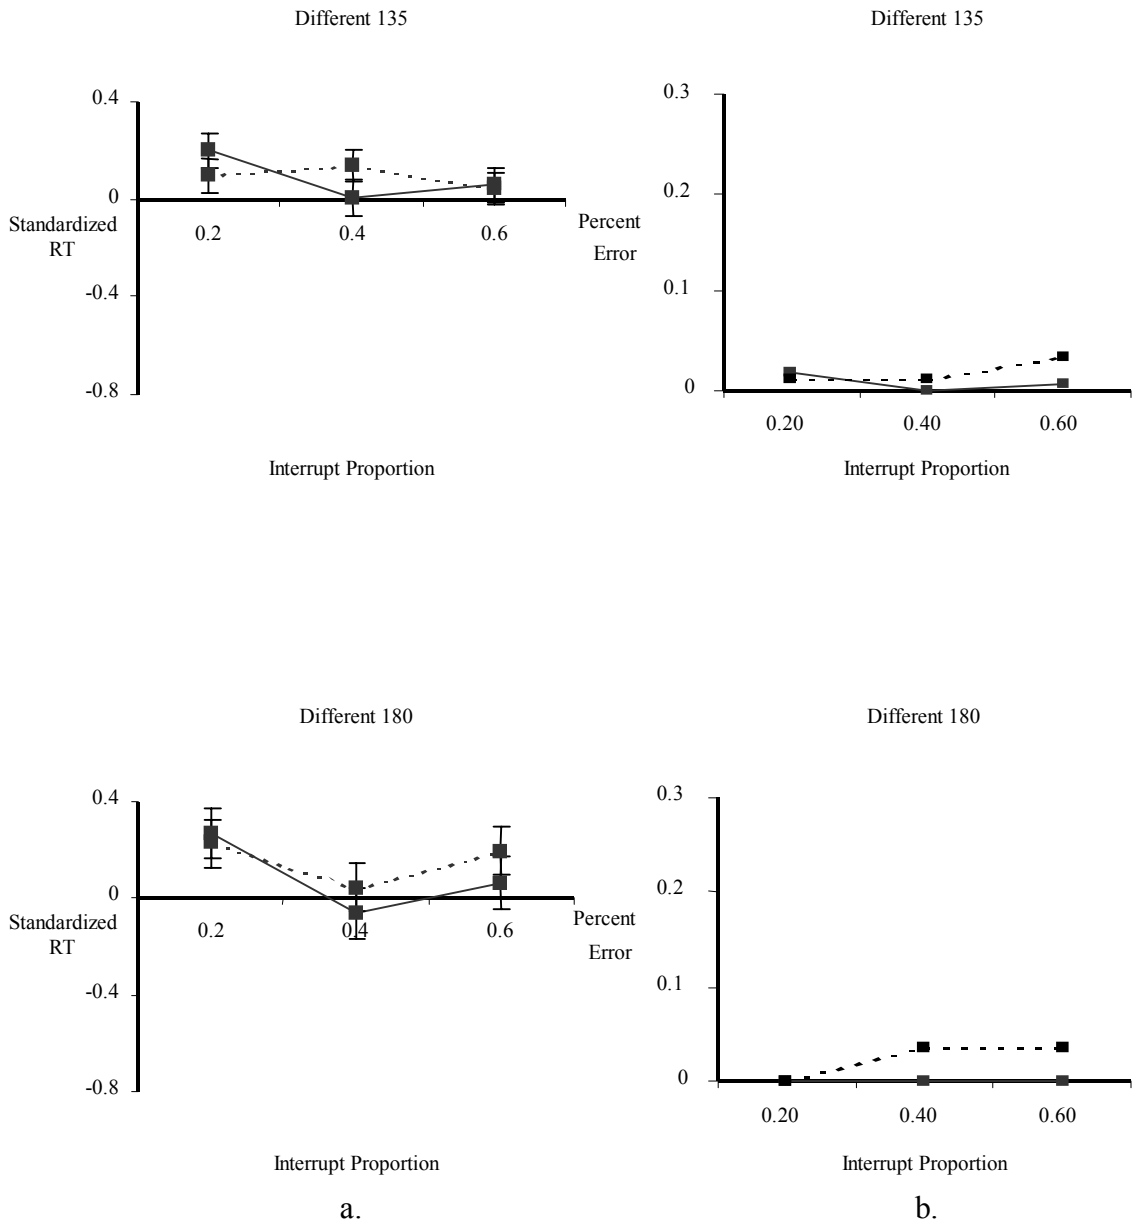 Different 135
0.4
0
-0.4
-0.8
Standardized
RT
0.2 0.4 0.6
Interrupt Proportion
Different 135
0.3
0.2
0.1
0
Percent
Error
0.20 0.40 0.60
Interrupt Proportion
Different 180
0.4
0
-0.4
-0.8
Standardized
RT
0.2 0.4 0.6
Interrupt Proportion
a.
Different 180
0.3
0.2
0.1
0
Percent
Error
0.20 0.40 0.60
Interrupt Proportion
b.